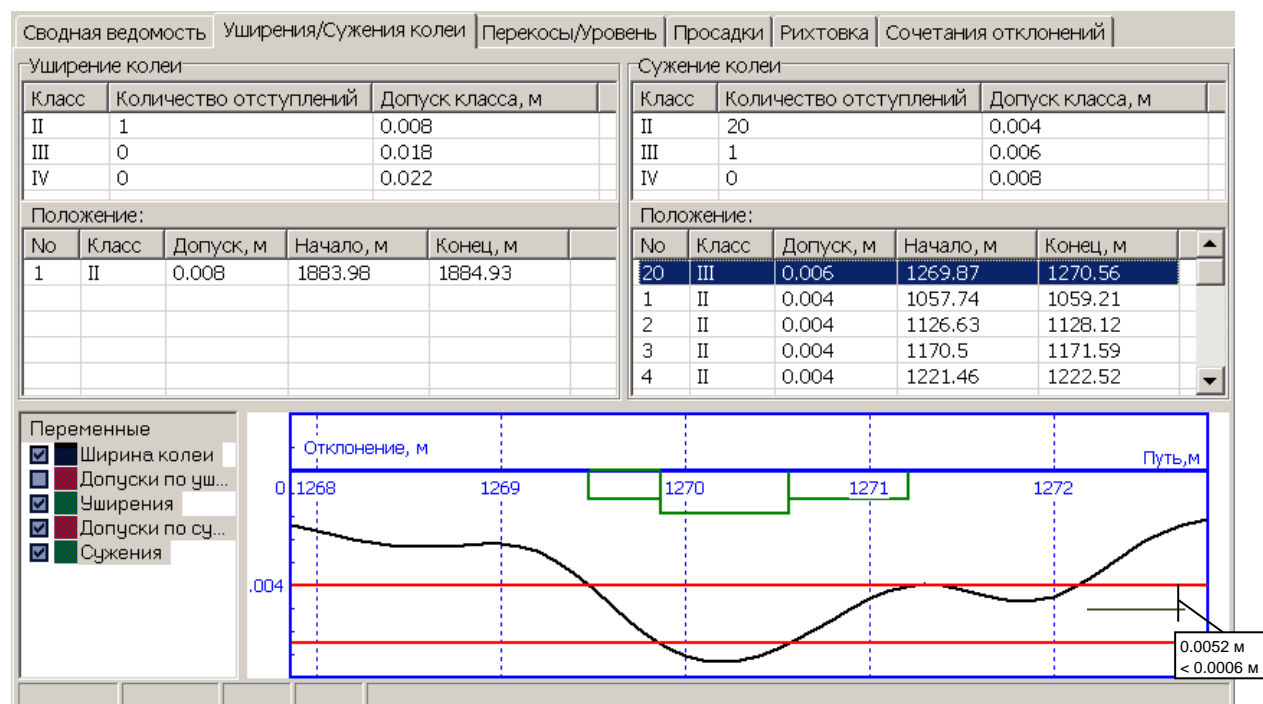 Сводная ведомость Уширения/Сужения колеи Перекосы/Уровень Просадки Рихтовка Сочетания отклонений
Уширение колеи
Класс Количество отступлений Допуск класса, м
II 1 0.008
III 0 0.018
IV 0 0.022
Положение:
No Класс Допуск, м Начало, м Конец, м
1 II 0.008 1883.98 1884.93
Сужение колеи
Класс Количество отступлений Допуск класса, м
II 20 0.004
III 1 0.006
IV 0 0.008
Положение:
No Класс Допуск, м Начало, м Конец, м
20 III 0.006 1269.87 1270.56
1 II 0.004 1057.74 1059.21
2 II 0.004 1126.63 1128.12
3 II 0.004 1170.5 1171.59
4 II 0.004 1221.46 1222.52
Переменные
Ширина колеи
Допуски по уш...
Уширения
Допуски по су...
Сужения
Отклонение, м
Путь,м
0 1268 1269 1270 1271 1272
.004
0.0052 м
< 0.0006 м